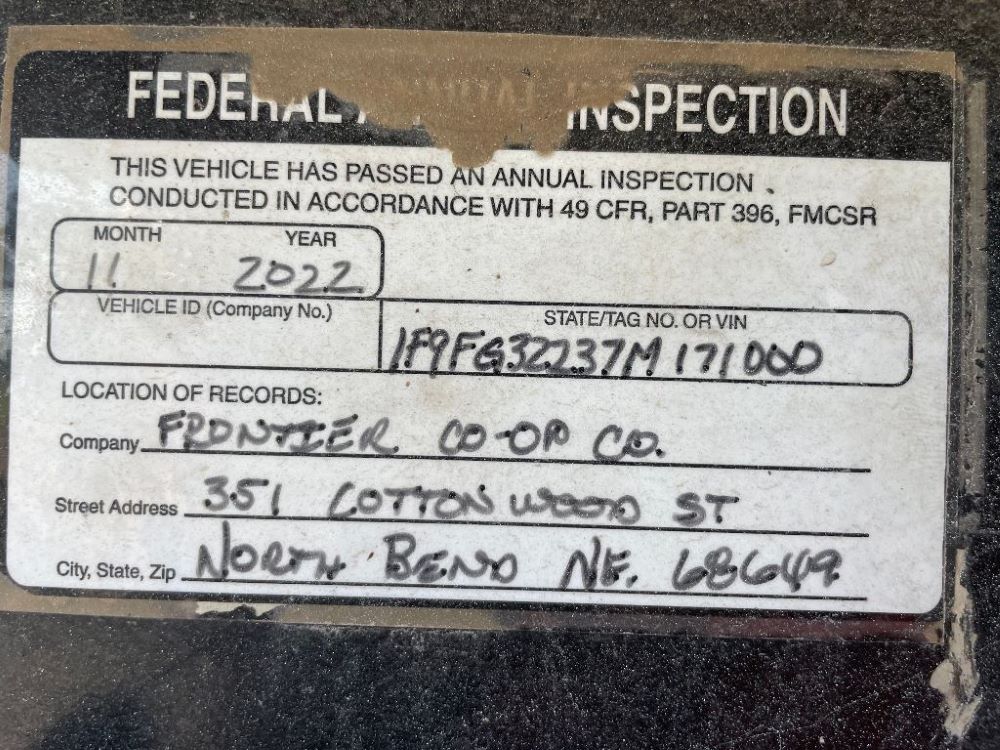 FEDERAL INSPECTION
THIS VEHICLE HAS PASSED AN ANNUAL INSPECTION
CONDUCTED IN ACCORDANCE WITH 49 CFR, PART 396, FMCSR
MONTH YEAR
11 2022
VEHICLE ID (Company No.) STATE/TAG NO. OR VIN
1F9FG32237M171000
LOCATION OF RECORDS:
Company FRONTIER CO-OP CO.
Street Address 351 COTTONWOOD ST
City, State, Zip NORTH BEND NE. 68649